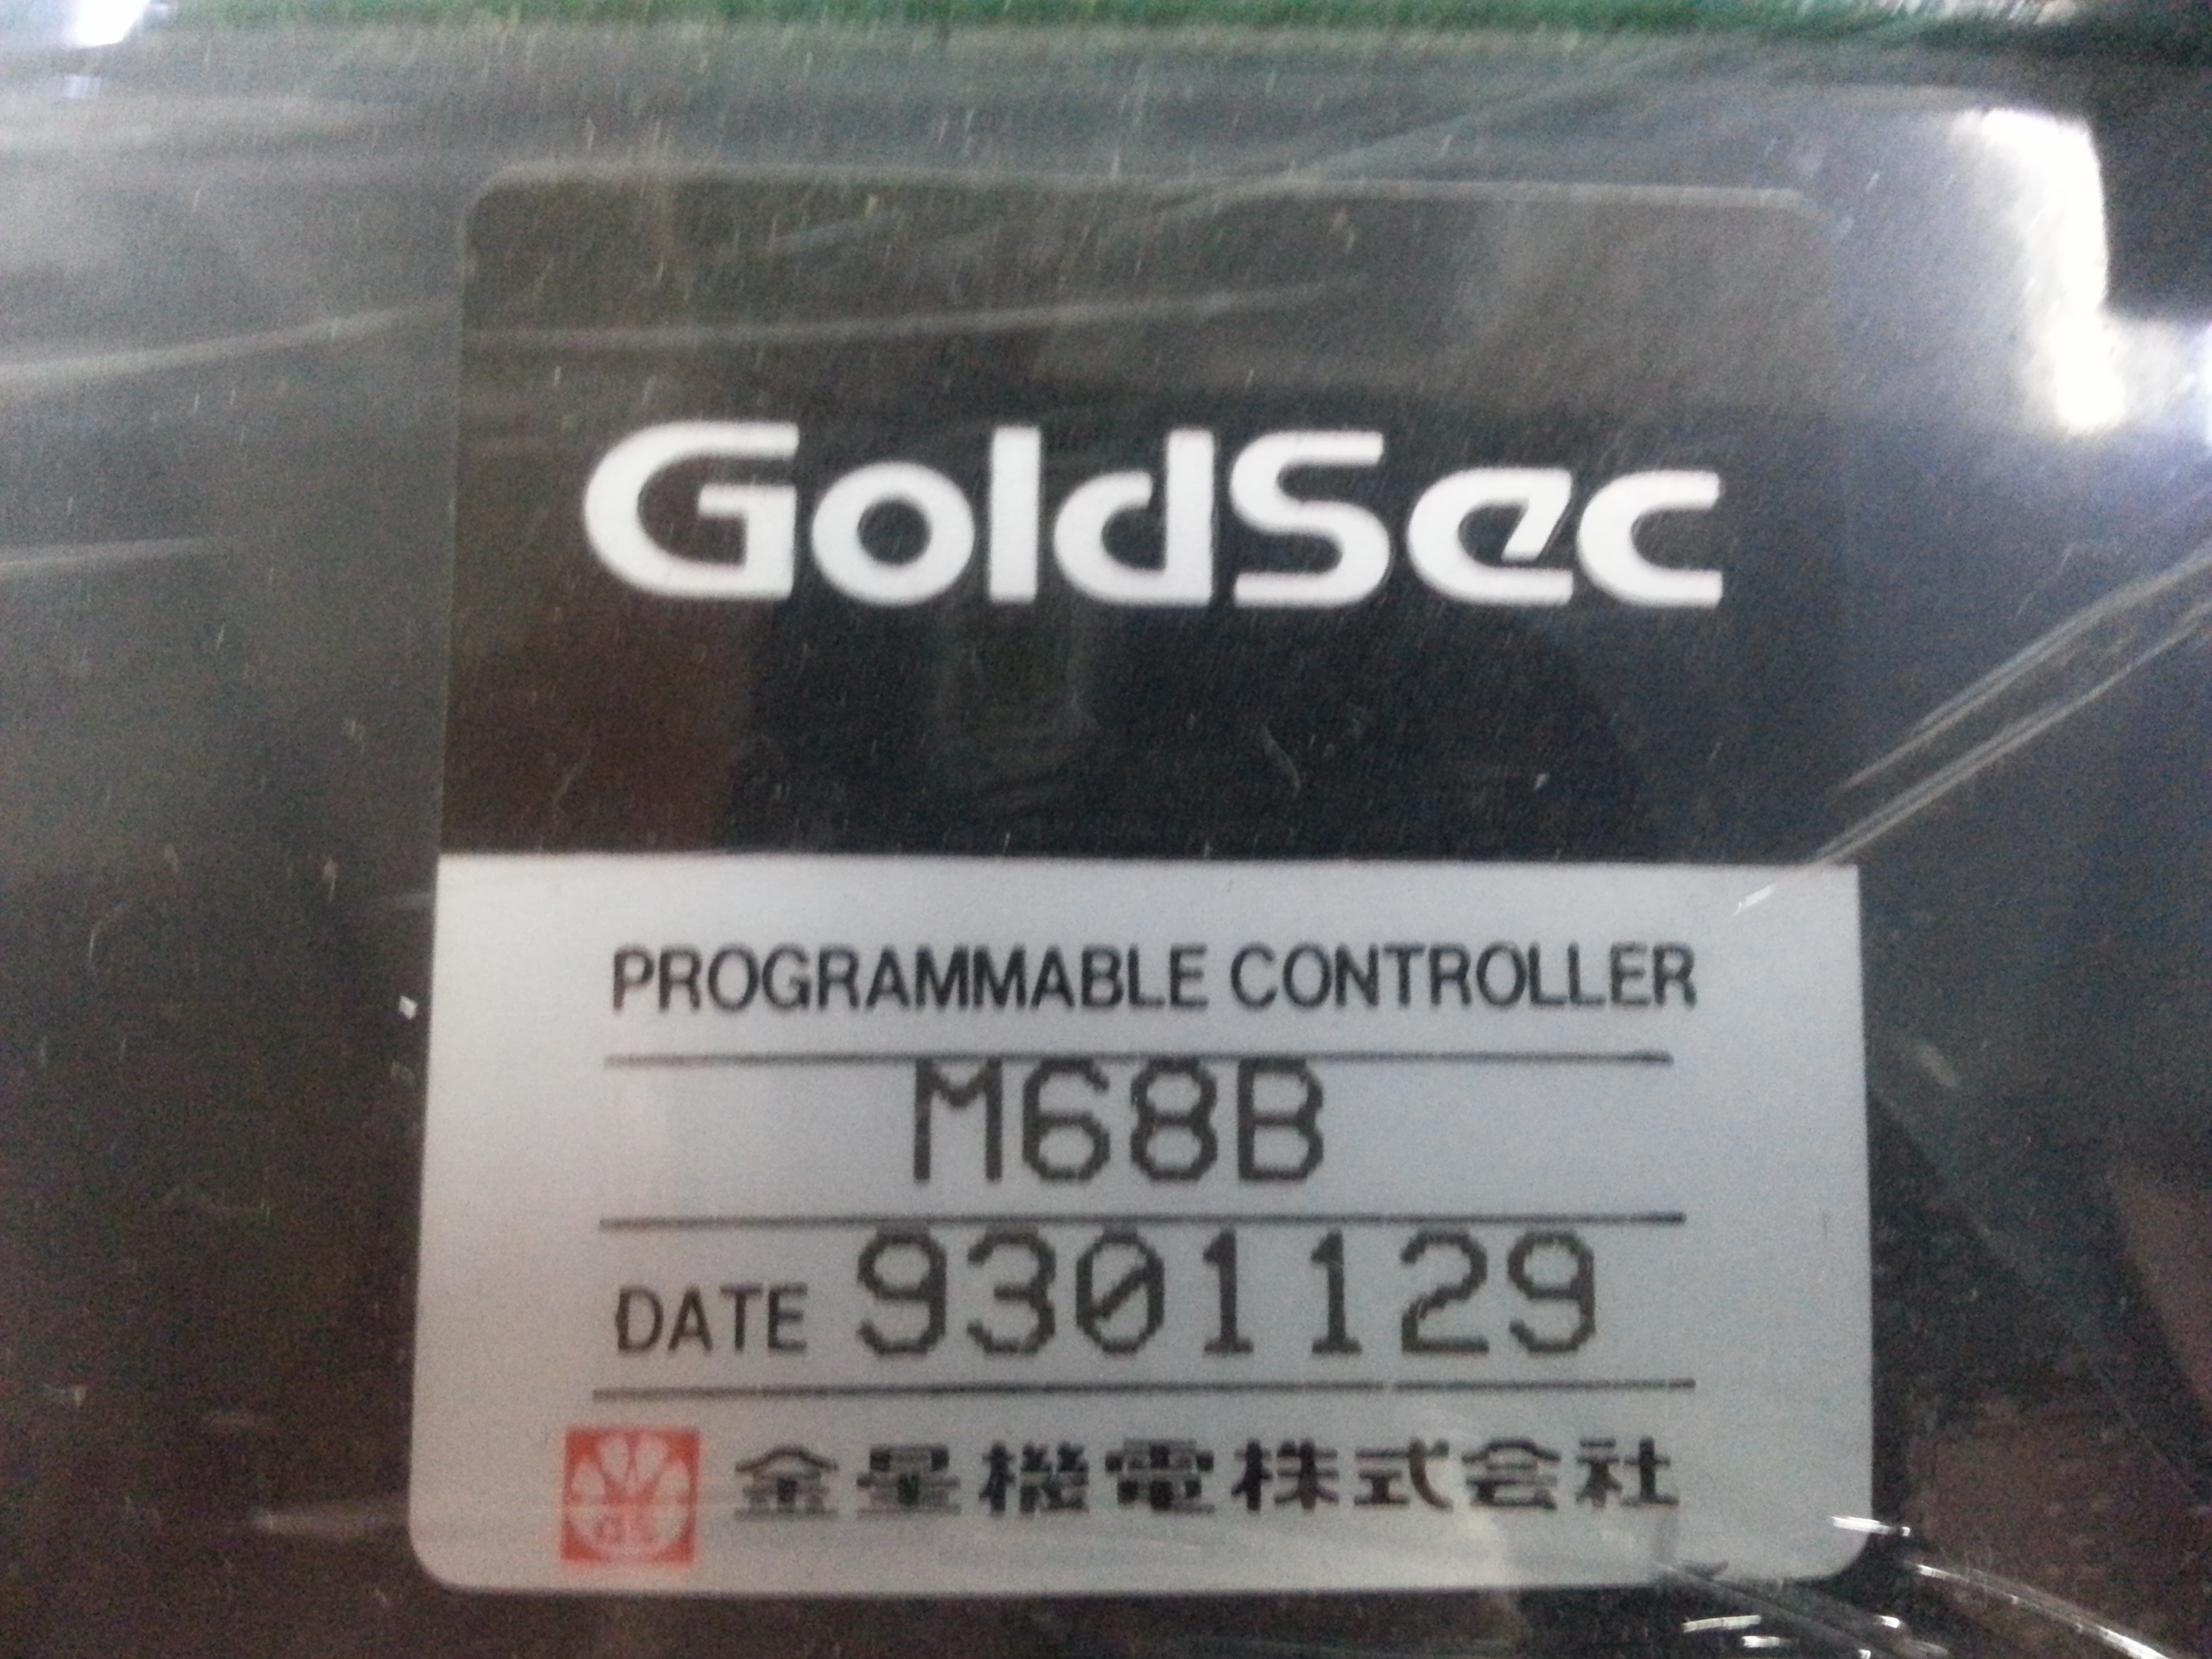 GoldSec
PROGRAMMABLE CONTROLLER
M68B
DATE 9301129
金星機電株式会社